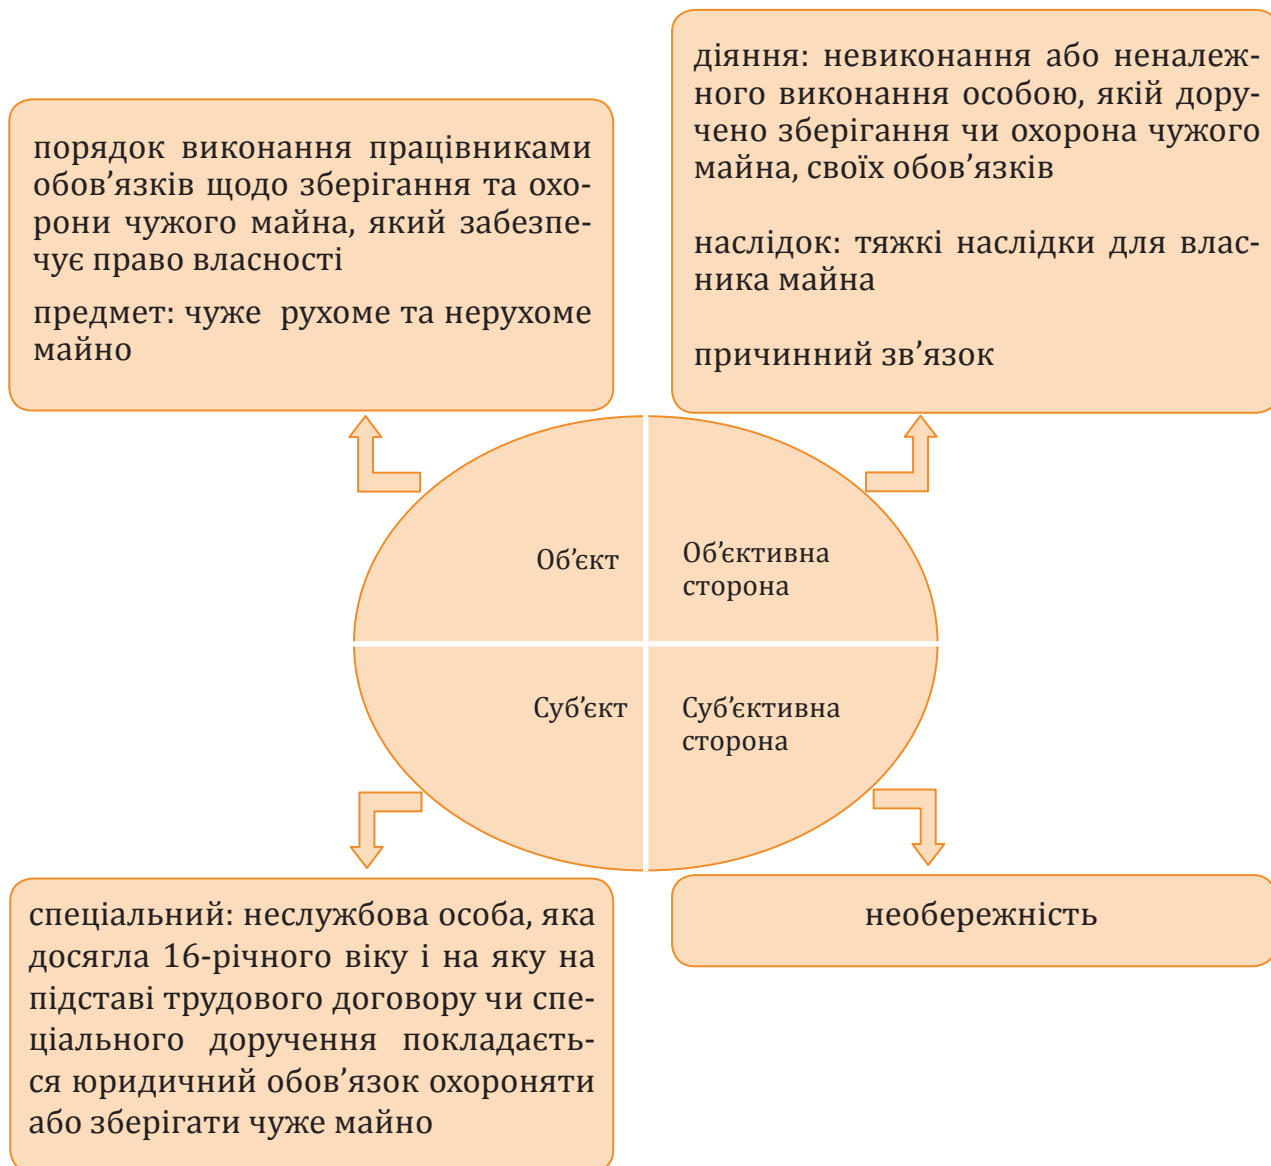 порядок виконання працівниками
обов’язків щодо зберігання та охо-
рони чужого майна, який забезпе-
чує право власності
предмет: чуже рухоме та нерухоме
майно
діяння: невиконання або неналеж-
ного виконання особою, якій дору-
чено зберігання чи охорона чужого
майна, своїх обов’язків
наслідок: тяжкі наслідки для влас-
ника майна
причинний зв’язок
Об’єкт
Об’єктивна
сторона
Суб’єкт
Суб’єктивна
сторона
спеціальний: неслужбова особа, яка
досягла 16-річного віку і на яку на
підставі трудового договору чи спе-
ціального доручення покладаєть-
ся юридичний обов’язок охороняти
або зберігати чуже майно
необережність